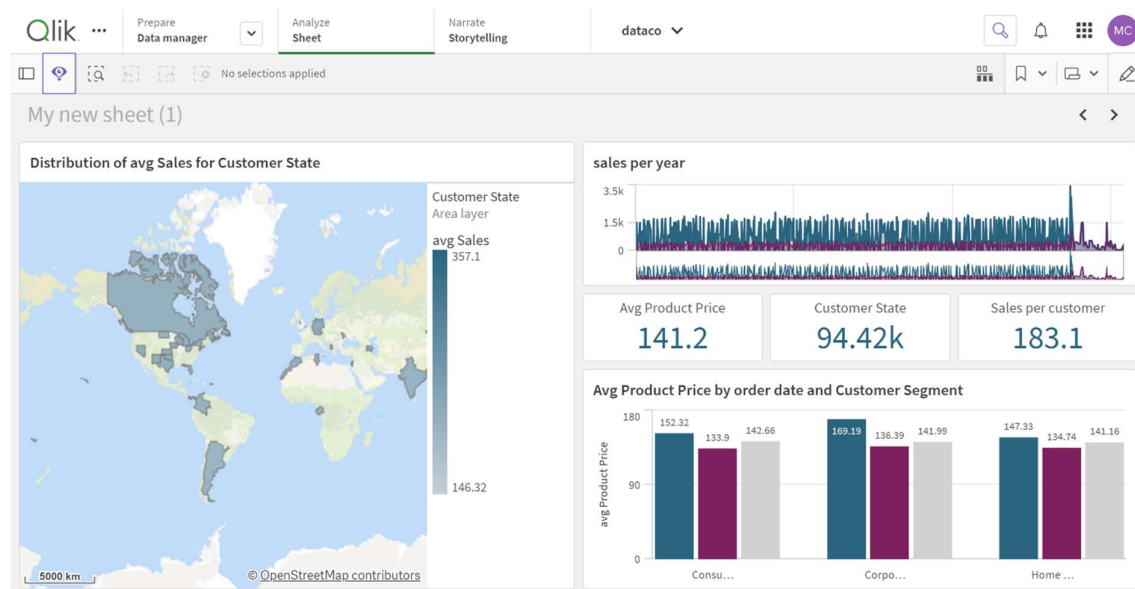 Qlik
Prepare
Data manager
Analyze
Sheet
Narrate
Storytelling
dataco
MC
No selections applied
My new sheet (1)
Distribution of avg Sales for Customer State
Customer State
Area layer
avg Sales
357.1
146.32
5000 km
© OpenStreetMap contributors
sales per year
3.5k
1.5k
0
Avg Product Price
141.2
Customer State
94.42k
Sales per customer
183.1
Avg Product Price by order date and Customer Segment
avg Product Price
180
90
0
152.32
133.9
142.66
169.19
136.39
141.99
147.33
134.74
141.16
Consu...
Corpo...
Home ...